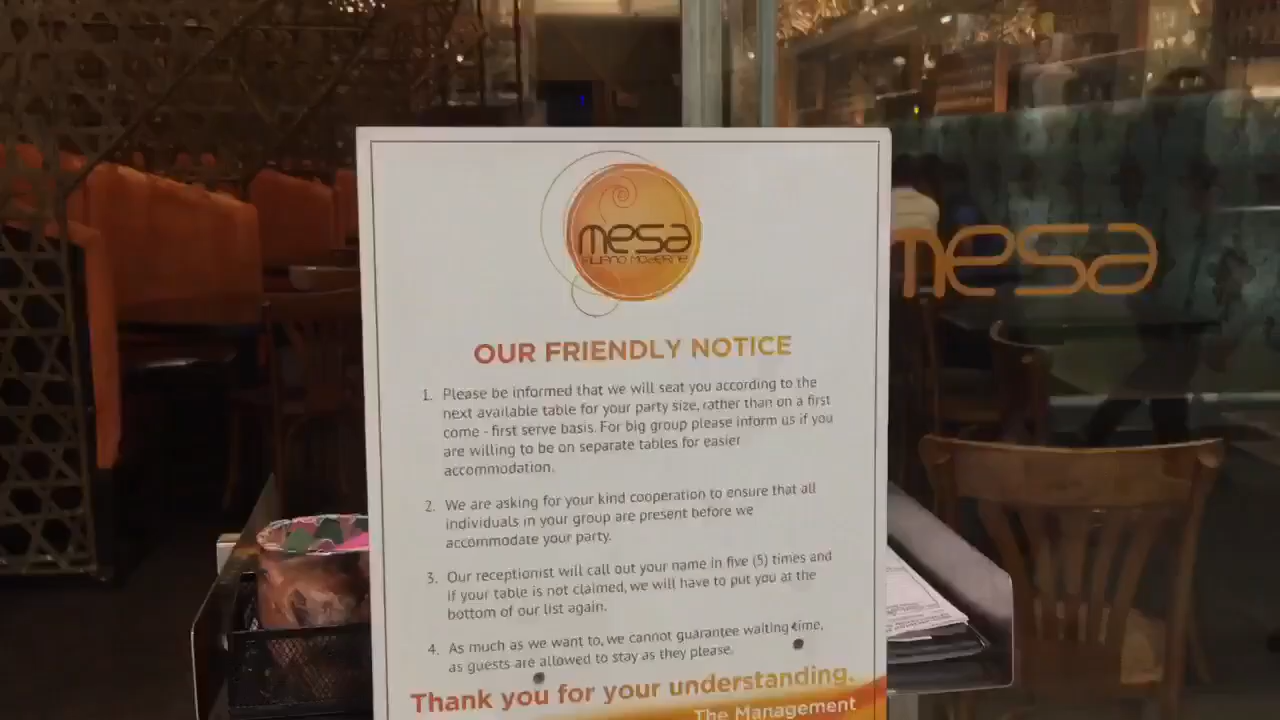 mesa
FILIPINO MODERNE
mesa
OUR FRIENDLY NOTICE
1. Please be informed that we will seat you according to the
next available table for your party size, rather than on a first
come - first serve basis. For big group please inform us if you
are willing to be on separate tables for easier
accommodation.
2. We are asking for your kind cooperation to ensure that all
individuals in your group are present before we
accommodate your party.
3. Our receptionist will call out your name in five (5) times and
if your table is not claimed, we will have to put you at the
bottom of our list again.
4. As much as we want to, we cannot guarantee waiting time,
as guests are allowed to stay as they please.
Thank you for your understanding.
The Management